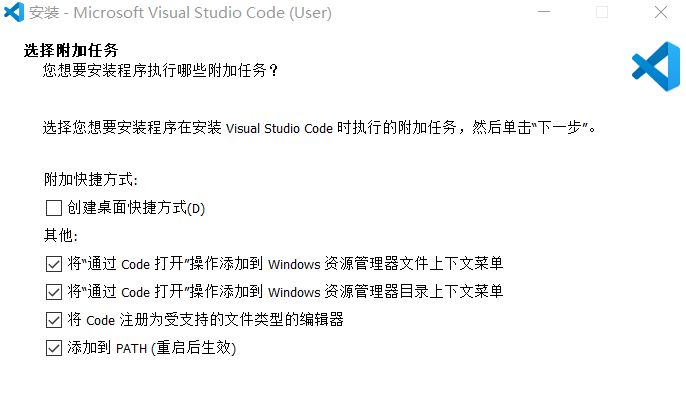 安装 - Microsoft Visual Studio Code (User)
选择附加任务
您想要安装程序执行哪些附加任务？
选择您想要安装程序在安装 Visual Studio Code 时执行的附加任务，然后单击“下一步”。
附加快捷方式:
创建桌面快捷方式(D)
其他:
将“通过 Code 打开”操作添加到 Windows 资源管理器文件上下文菜单
将“通过 Code 打开”操作添加到 Windows 资源管理器目录上下文菜单
将 Code 注册为受支持的文件类型的编辑器
添加到 PATH (重启后生效)